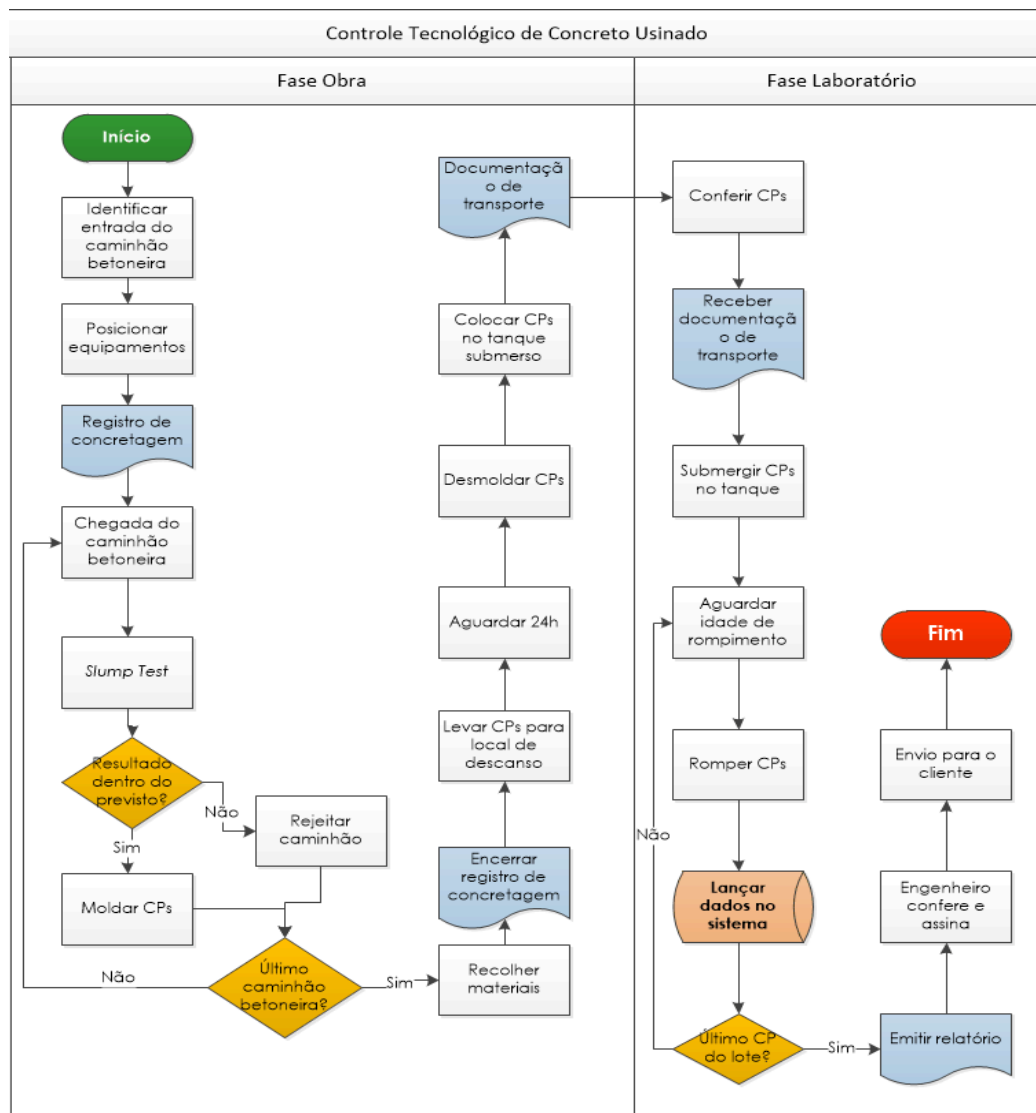 Controle Tecnológico de Concreto Usinado
Fase Obra
Fase Laboratório
Início
Identificar
entrada do
caminhão
betoneira
Posicionar
equipamentos
Registro de
concretagem
Chegada do
caminhão
betoneira
Slump Test
Resultado
dentro do
previsto?
Não
Sim
Rejeitar
caminhão
Moldar CPs
Último
caminhão
betoneira?
Não
Sim
Recolher
materiais
Encerrar
registro de
concretagem
Levar CPs para
local de
descanso
Aguardar 24h
Desmoldar CPs
Colocar CPs
no tanque
submerso
Documentaçã
o de
transporte
Conferir CPs
Receber
documentaçã
o de
transporte
Submergir CPs
no tanque
Aguardar
idade de
rompimento
Romper CPs
Lançar
dados no
sistema
Último CP
do lote?
Não
Sim
Emitir relatório
Engenheiro
confere e
assina
Envio para o
cliente
Fim